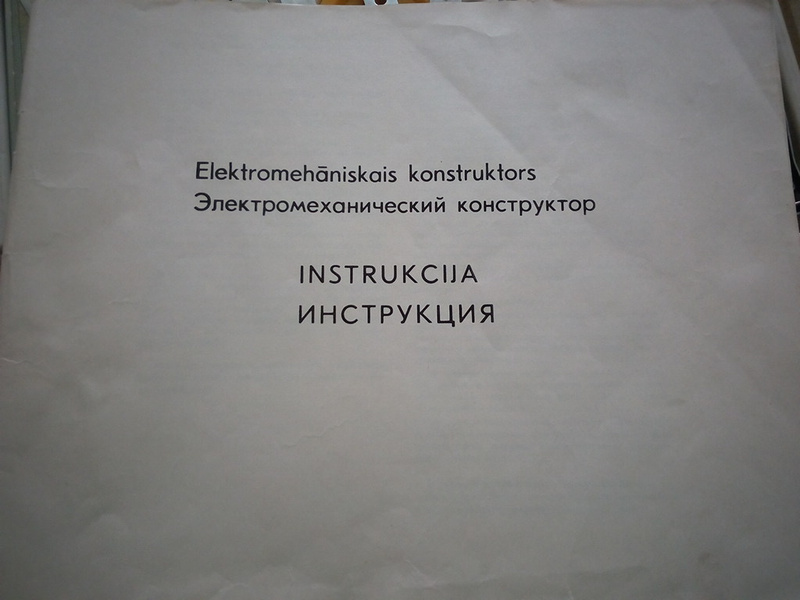 Elektromehāniskais konstruktors
Электромеханический конструктор
INSTRUKCIJA
ИНСТРУКЦИЯ